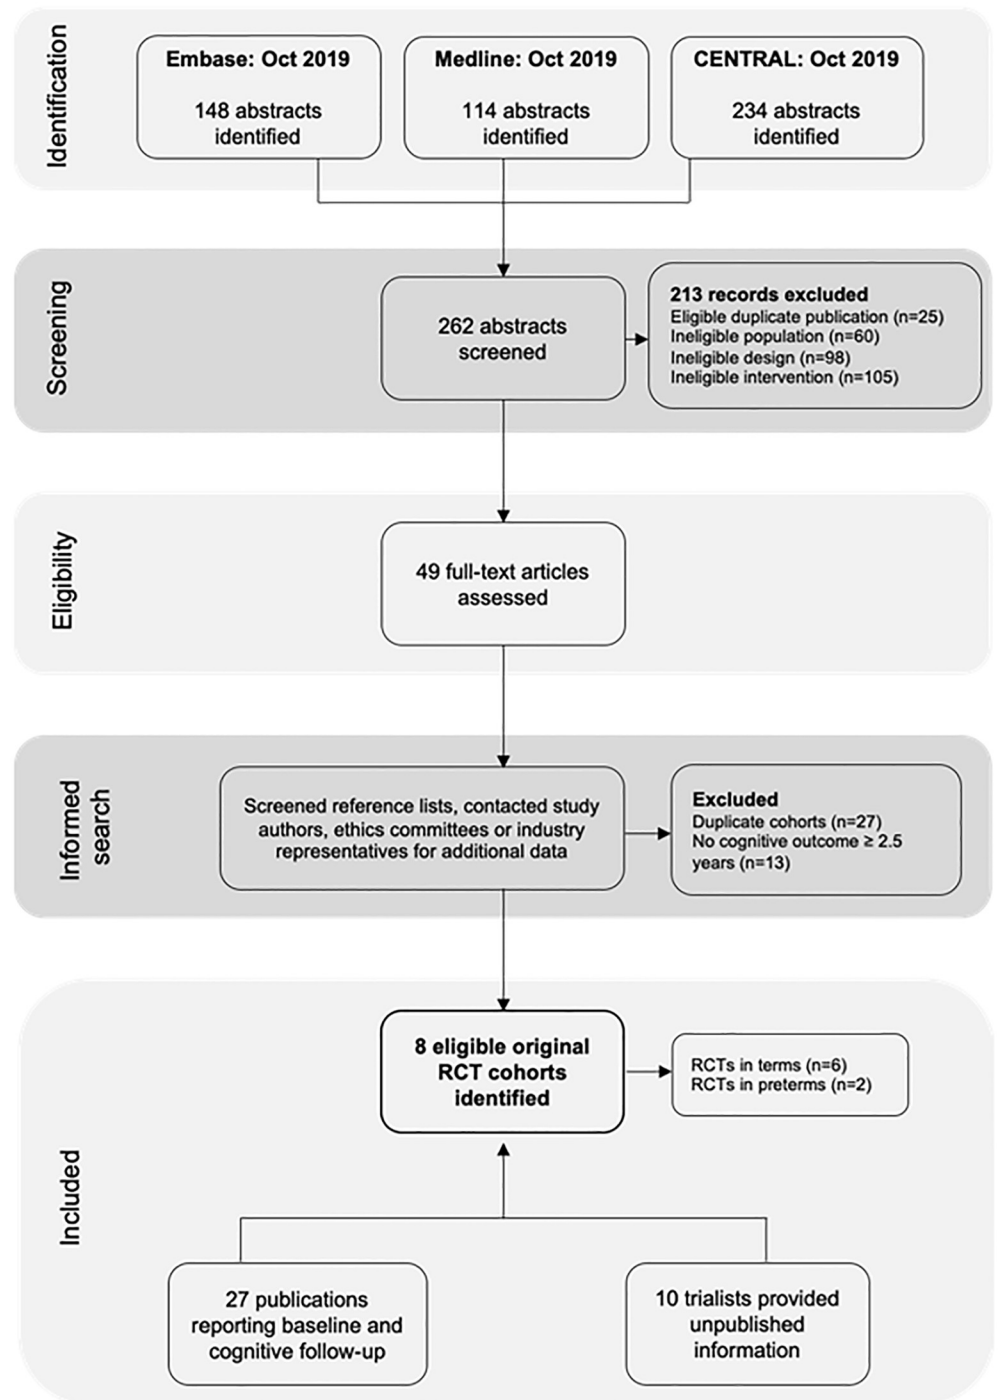 Identification
Embase: Oct 2019
148 abstracts
identified
Medline: Oct 2019
114 abstracts
identified
CENTRAL: Oct 2019
234 abstracts
identified
Screening
262 abstracts
screened
213 records excluded
Eligible duplicate publication (n=25)
Ineligible population (n=60)
Ineligible design (n=98)
Ineligible intervention (n=105)
Eligibility
49 full-text articles
assessed
Informed
search
Screened reference lists, contacted study
authors, ethics committees or industry
representatives for additional data
Excluded
Duplicate cohorts (n=27)
No cognitive outcome ≥ 2.5
years (n=13)
Included
8 eligible original
RCT cohorts
identified
RCTs in terms (n=6)
RCTs in preterms (n=2)
27 publications
reporting baseline and
cognitive follow-up
10 trialists provided
unpublished
information